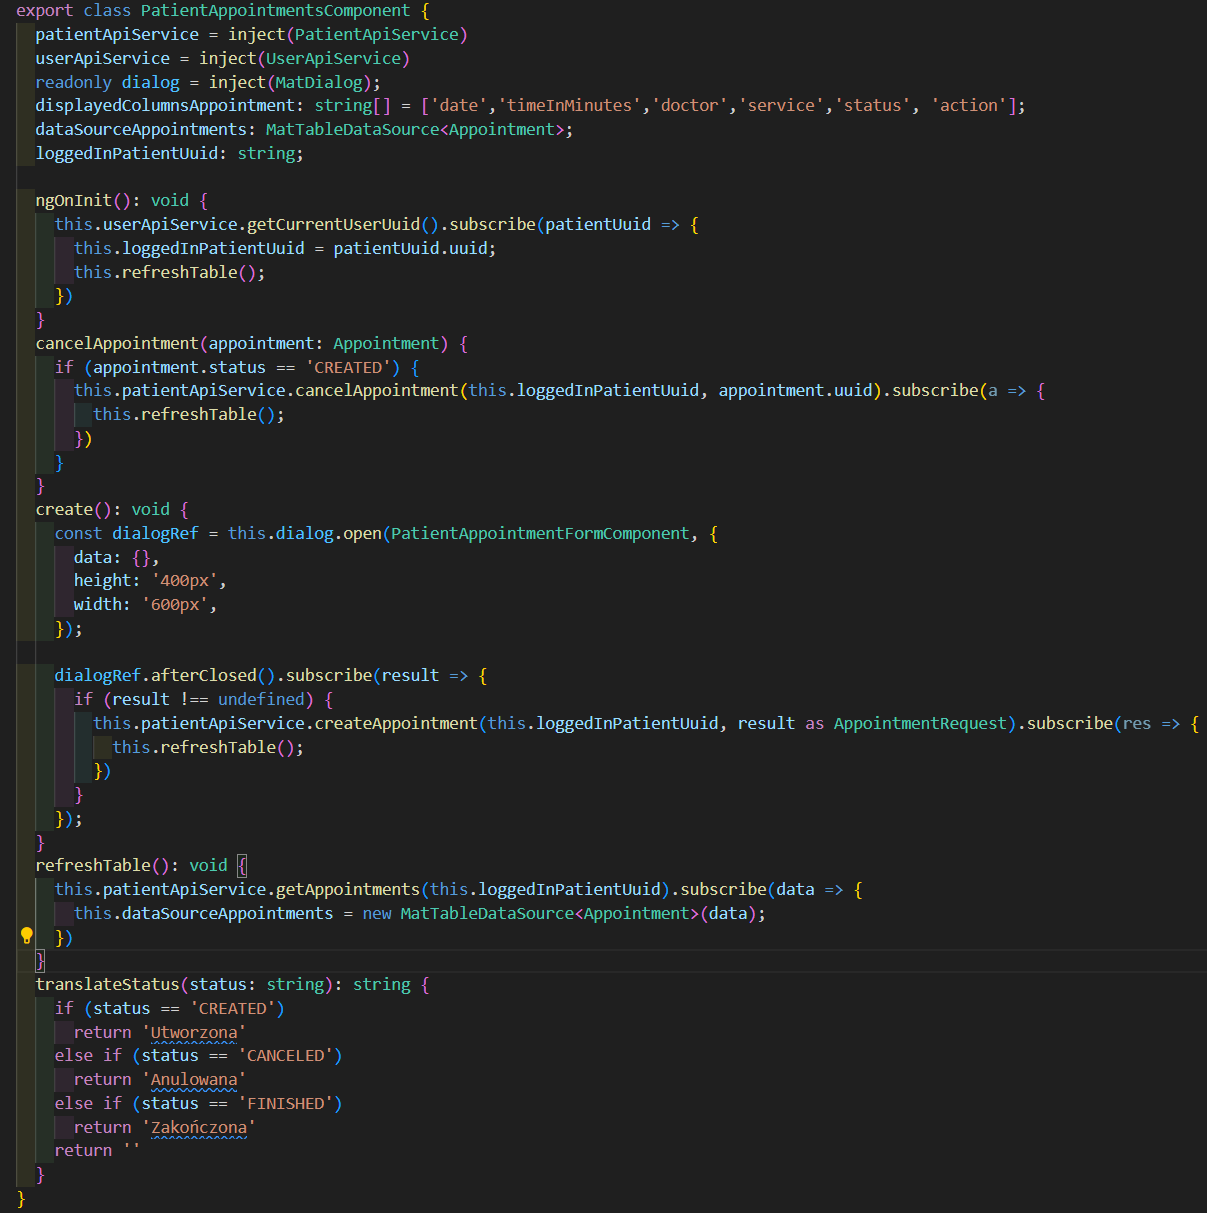 export class PatientAppointmentsComponent {
  patientApiService = inject(PatientApiService)
  userApiService = inject(UserApiService)
  readonly dialog = inject(MatDialog);
  displayedColumnsAppointment: string[] = ['date','timeInMinutes','doctor','service','status', 'action'];
  dataSourceAppointments: MatTableDataSource<Appointment>;
  loggedInPatientUuid: string;

  ngOnInit(): void {
    this.userApiService.getCurrentUserUuid().subscribe(patientUuid => {
      this.loggedInPatientUuid = patientUuid.uuid;
      this.refreshTable();
    })
  }
  cancelAppointment(appointment: Appointment) {
    if (appointment.status == 'CREATED') {
      this.patientApiService.cancelAppointment(this.loggedInPatientUuid, appointment.uuid).subscribe(a => {
        this.refreshTable();
      })
    }
  }
  create(): void {
    const dialogRef = this.dialog.open(PatientAppointmentFormComponent, {
      data: {},
      height: '400px',
      width: '600px',
    });

    dialogRef.afterClosed().subscribe(result => {
      if (result !== undefined) {
        this.patientApiService.createAppointment(this.loggedInPatientUuid, result as AppointmentRequest).subscribe(res => {
          this.refreshTable();
        })
      }
    });
  }
  refreshTable(): void {
    this.patientApiService.getAppointments(this.loggedInPatientUuid).subscribe(data => {
      this.dataSourceAppointments = new MatTableDataSource<Appointment>(data);
    })
  }
  translateStatus(status: string): string {
    if (status == 'CREATED')
      return 'Utworzona'
    else if (status == 'CANCELED')
      return 'Anulowana'
    else if (status == 'FINISHED')
      return 'Zakończona'
    return ''
  }
}